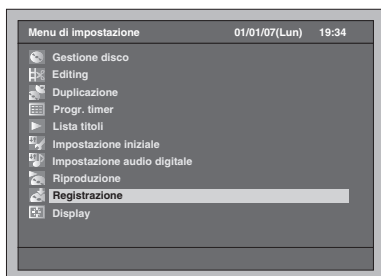 Menu di impostazione 01/01/07(Lun) 19:34
Gestione disco
Editing
Duplicazione
Progr. timer
Lista titoli
Impostazione iniziale
Impostazione audio digitale
Riproduzione
Registrazione
Display